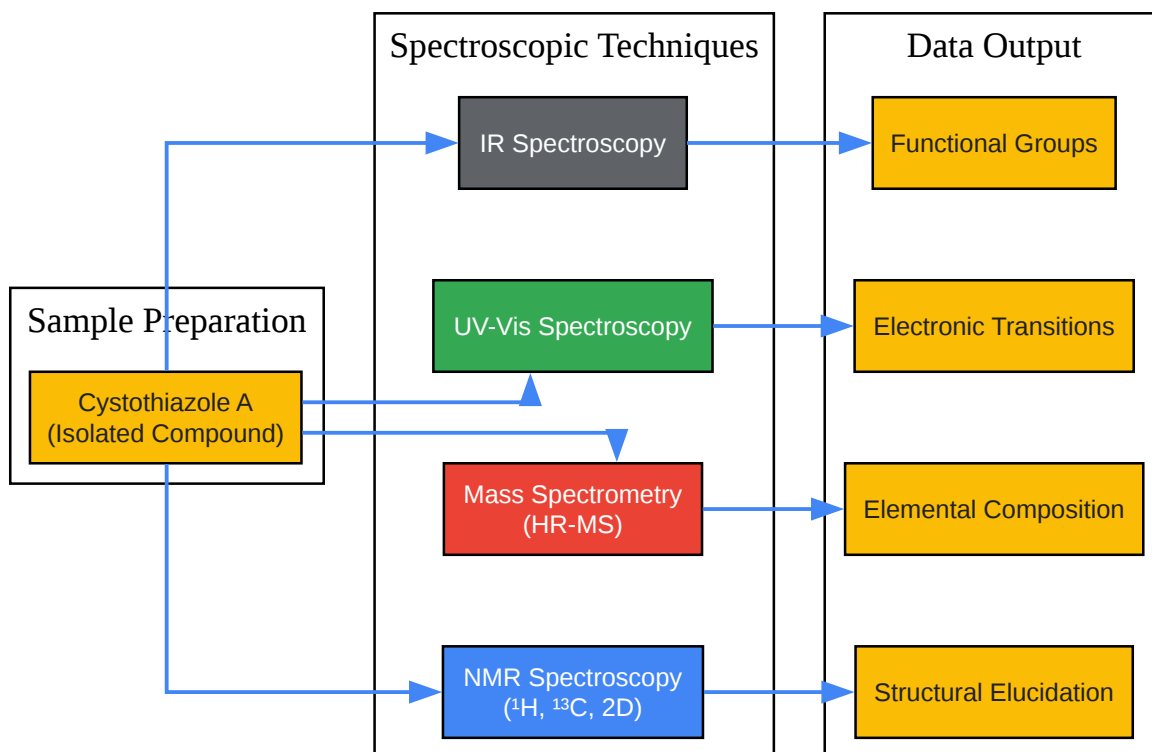 Spectroscopic Techniques
Data Output
IR Spectroscopy
Functional Groups
Sample Preparation
UV-Vis Spectroscopy
Electronic Transitions
Cystothiazole A
(Isolated Compound)
Mass Spectrometry
(HR-MS)
Elemental Composition
NMR Spectroscopy
(¹H, ¹³C, 2D)
Structural Elucidation